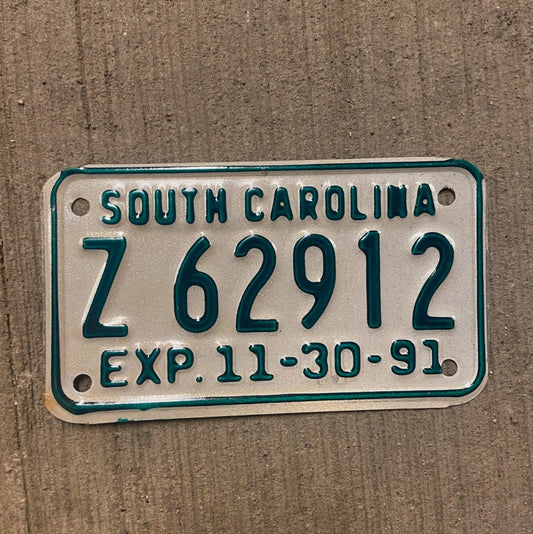 SOUTH CAROLINA
Z 62912
EXP. 11-30-91